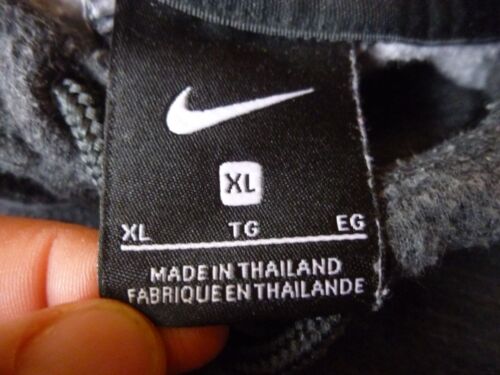 XL
XL TG EG
MADE IN THAILAND
FABRIQUE EN THAILANDE